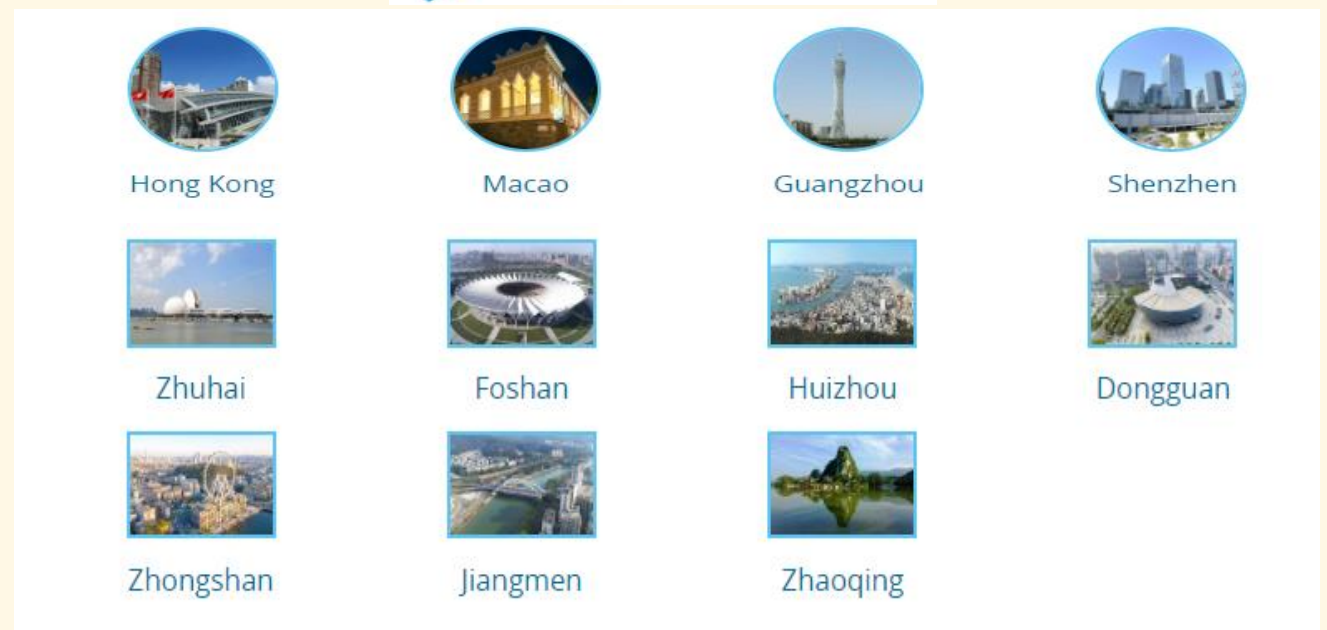 Hong Kong Macao Guangzhou Shenzhen
Zhuhai Foshan Huizhou Dongguan
Zhongshan Jiangmen Zhaoqing